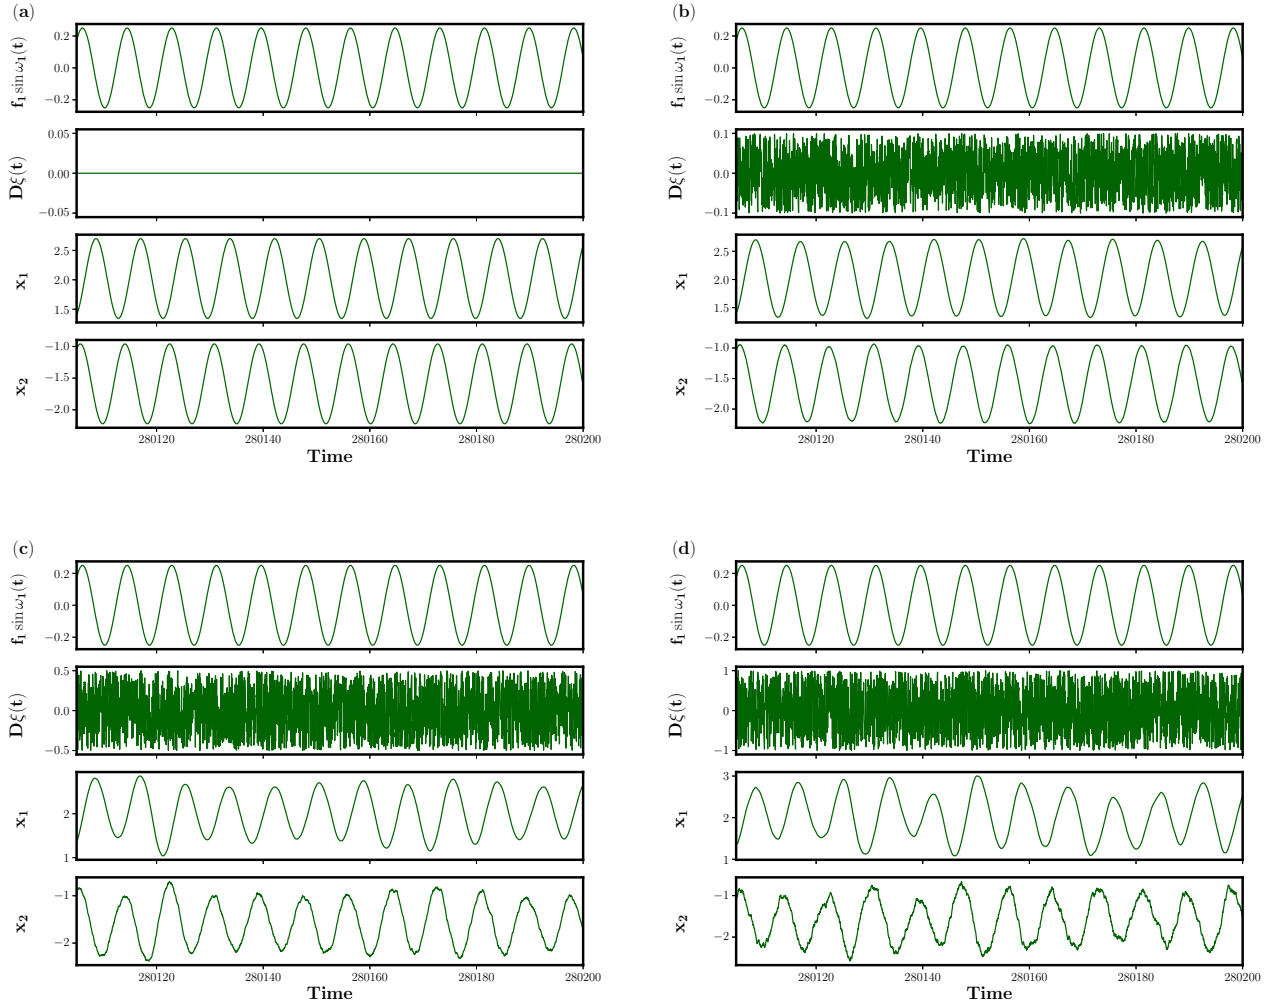 (a)
f₁ sin ω₁(t)
0.2
0.0
−0.2
Dξ(t)
0.05
0.00
−0.05
x₁
2.5
2.0
1.5
x₂
−1.0
−1.5
−2.0
280120 280140 280160 280180 280200
Time
(b)
f₁ sin ω₁(t)
0.2
0.0
−0.2
Dξ(t)
0.1
0.0
−0.1
x₁
2.5
2.0
1.5
x₂
−1.0
−1.5
−2.0
280120 280140 280160 280180 280200
Time
(c)
f₁ sin ω₁(t)
0.2
0.0
−0.2
Dξ(t)
0.5
0.0
−0.5
x₁
2
1
x₂
−1
−2
280120 280140 280160 280180 280200
Time
(d)
f₁ sin ω₁(t)
0.2
0.0
−0.2
Dξ(t)
1
0
−1
x₁
3
2
1
x₂
−1
−2
280120 280140 280160 280180 280200
Time